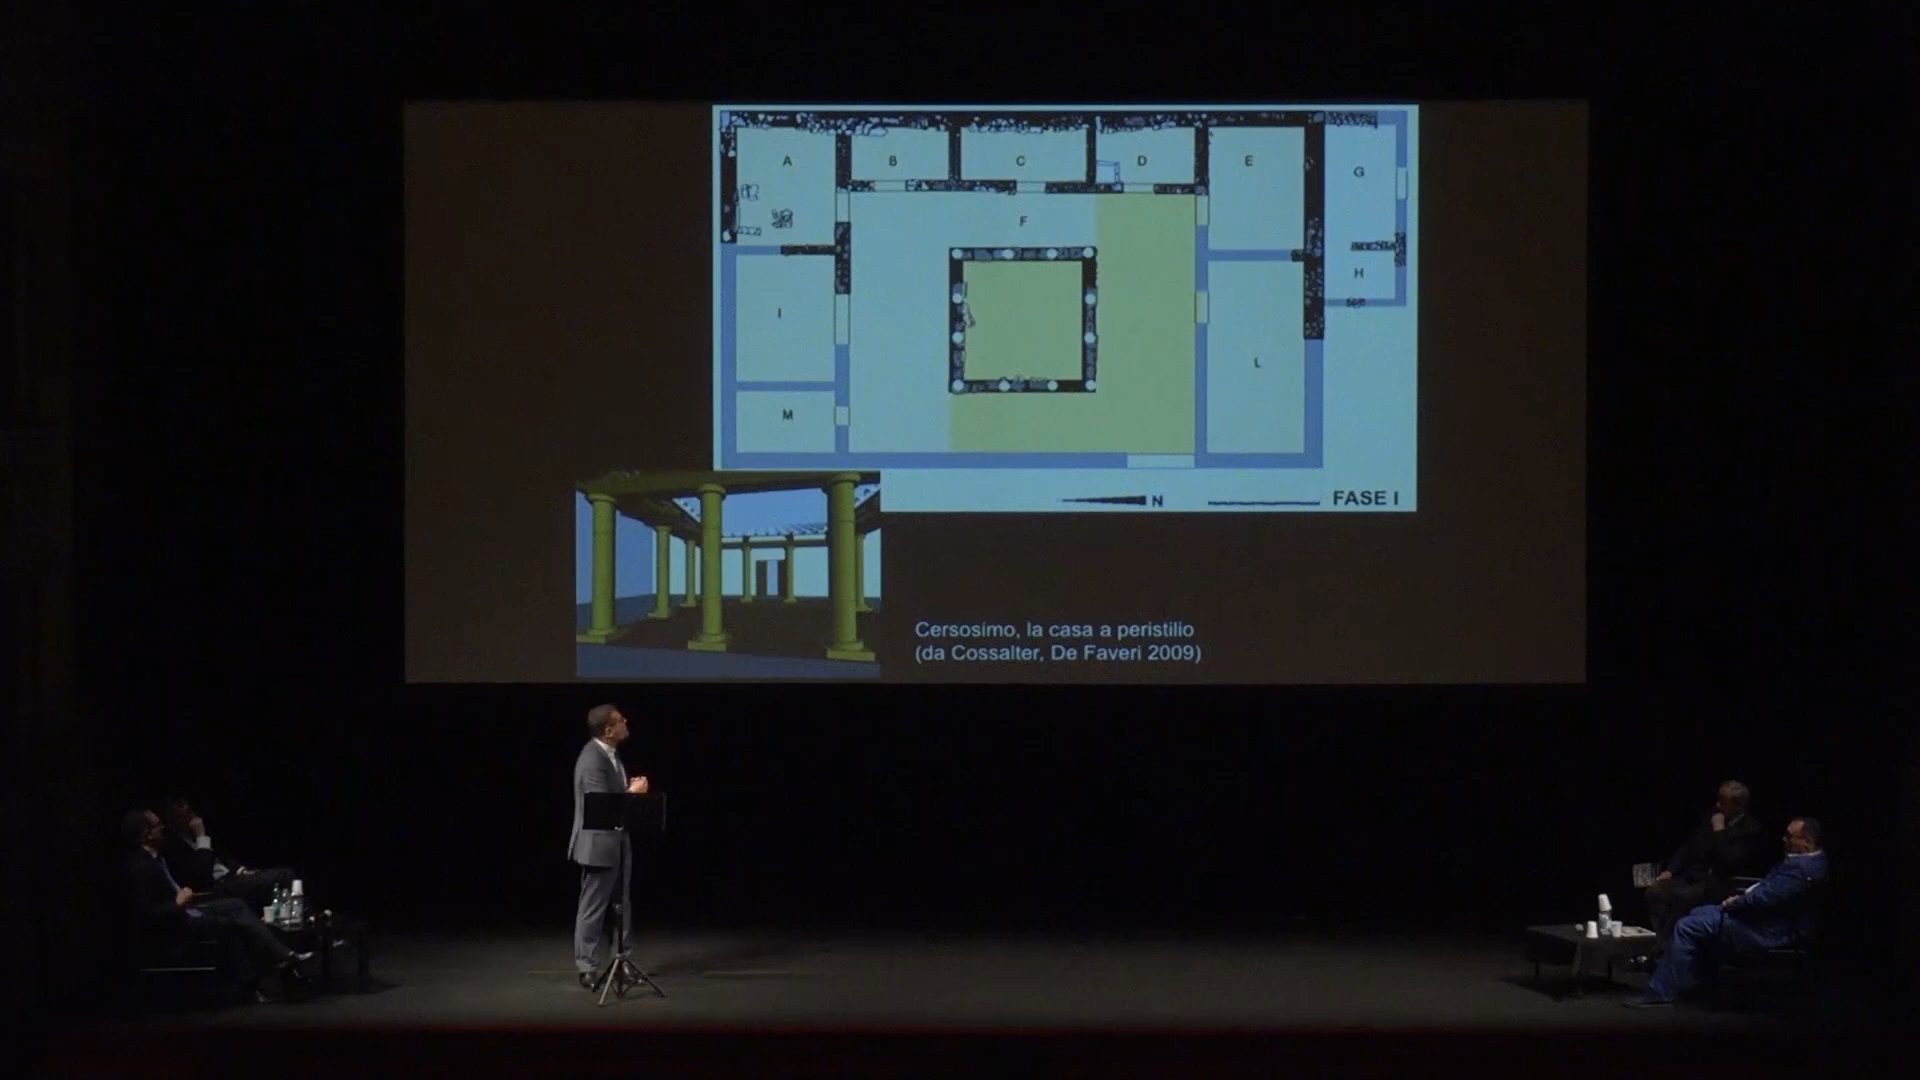 A
B
C
D
E
G
F
H
I
L
M
N
FASE I
Cersosimo, la casa a peristilio
(da Cossalter, De Faveri 2009)